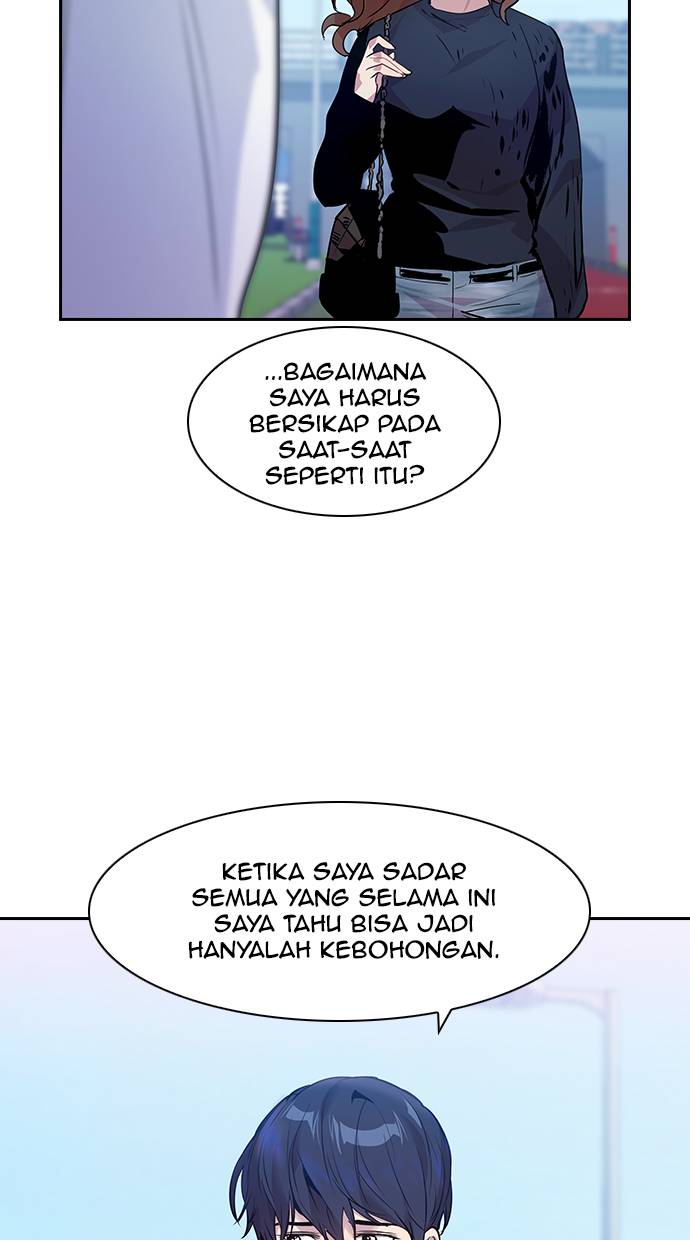 ...BAGAIMANA
SAYA HARUS
BERSIKAP PADA
SAAT-SAAT
SEPERTI ITU?
KETIKA SAYA SADAR
SEMUA YANG SELAMA INI
SAYA TAHU BISA JADI
HANYALAH KEBOHONGAN.